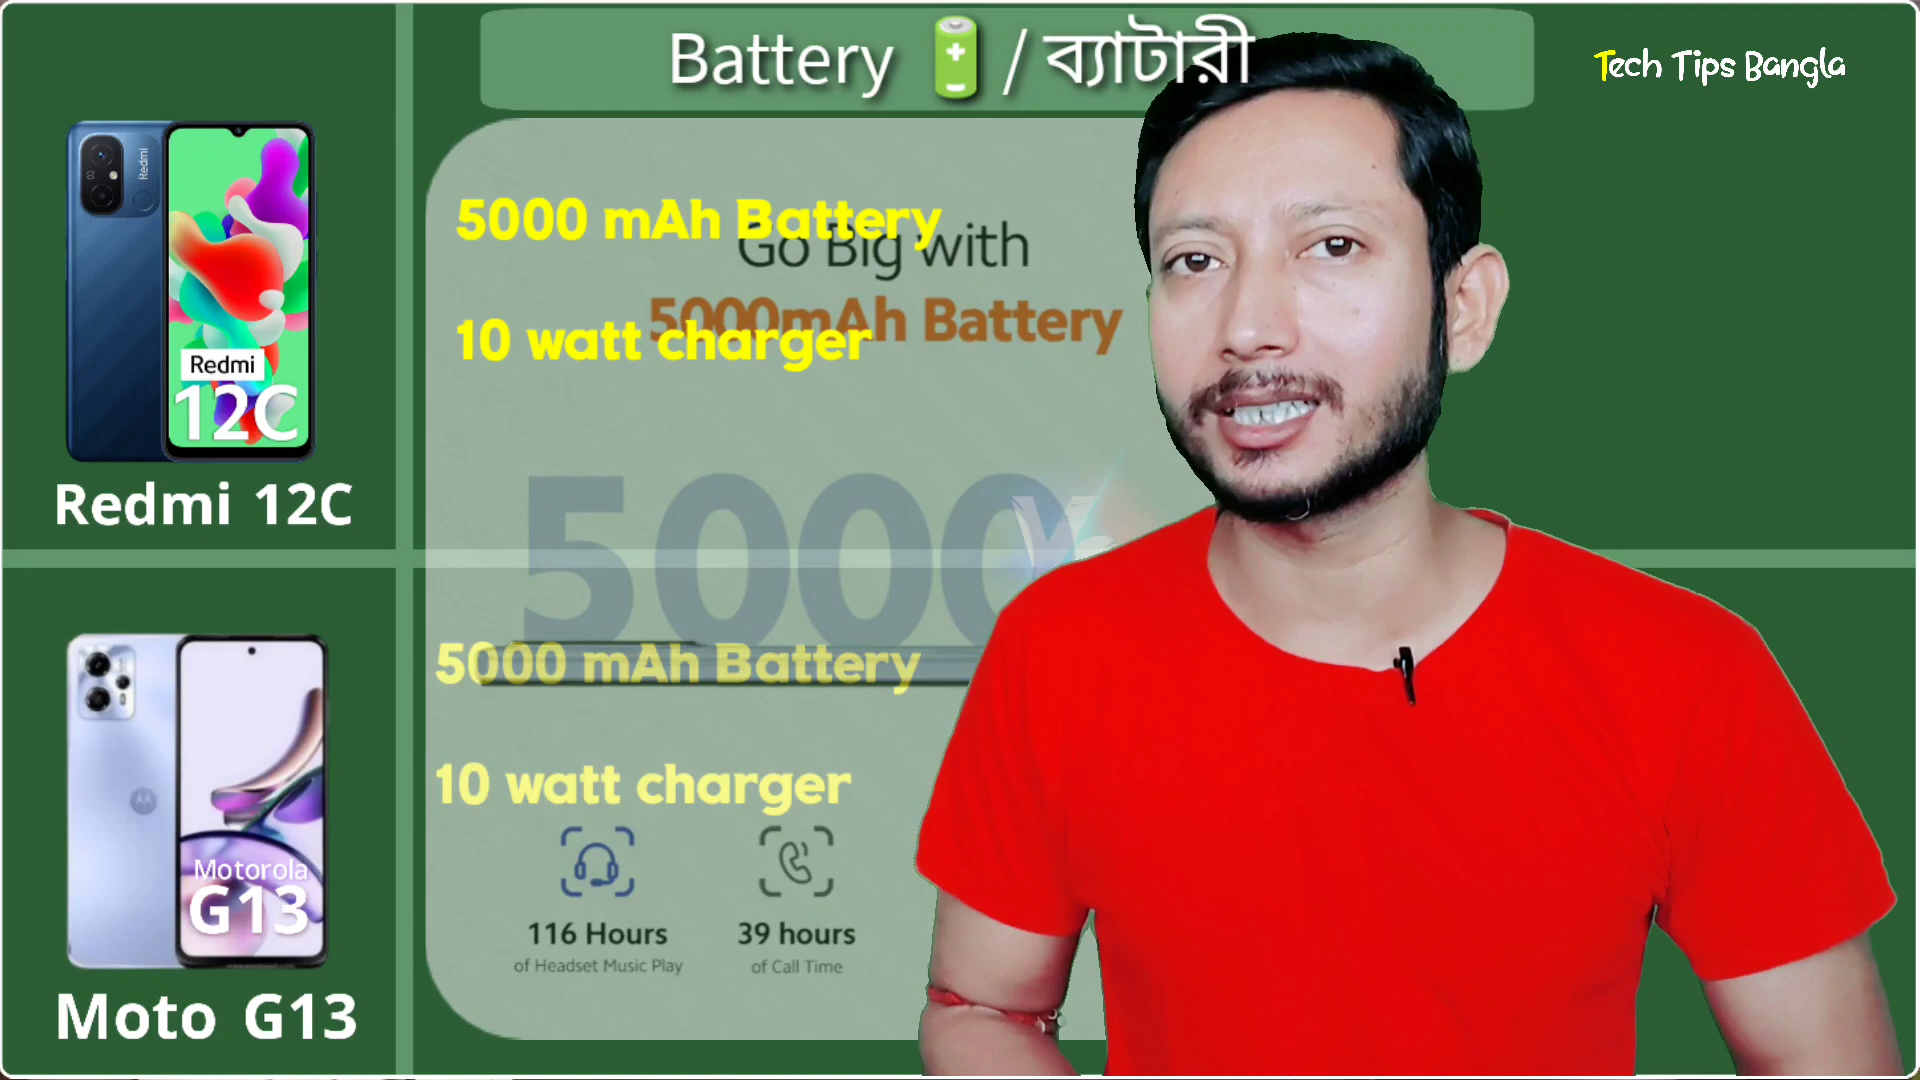 Battery 🔋 / ব্যাটারী
Tech Tips Bangla
Redmi
Redmi
12C
Redmi 12C
5000 mAh Battery
Go Big with
5000mAh Battery
10 watt charger
5000
5000 mAh Battery
10 watt charger
116 Hours
of Headset Music Play
39 hours
of Call Time
Motorola
G13
Moto G13